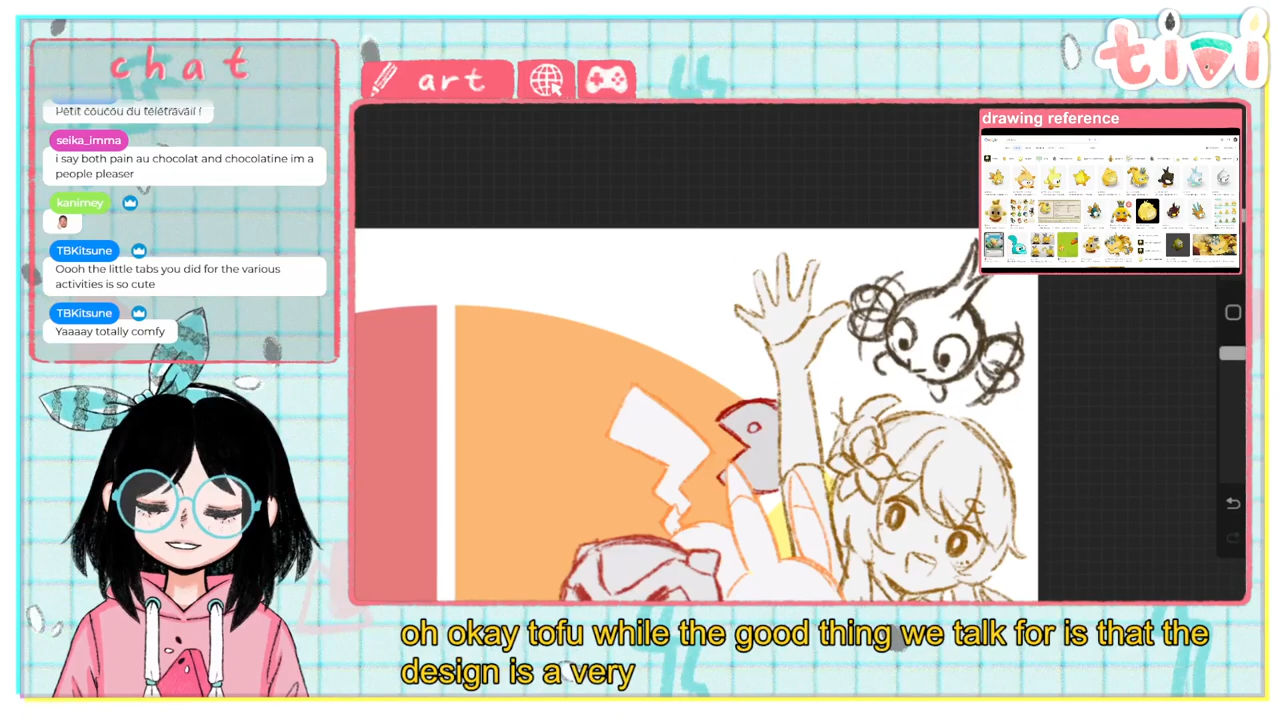 chat
art
tivi
drawing reference
Petit coucou du télétravail !
seika_imma
i say both pain au chocolat and chocolatine im a
people pleaser
kanimey
TBKitsune
Oooh the little tabs you did for the various
activities is so cute
TBKitsune
Yaaaay totally comfy
oh okay tofu while the good thing we talk for is that the
design is a very